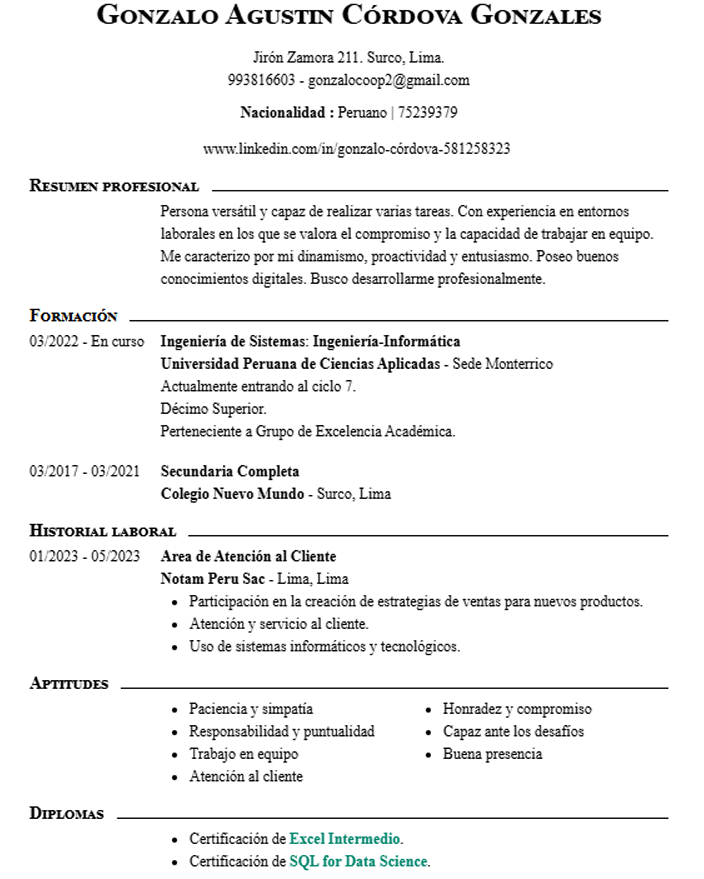 Gonzalo Agustin Córdova Gonzales
Jirón Zamora 211. Surco, Lima.
993816603 - gonzalocoop2@gmail.com
Nacionalidad : Peruano | 75239379
www.linkedin.com/in/gonzalo-córdova-581258323
Resumen profesional
Persona versátil y capaz de realizar varias tareas. Con experiencia en entornos
laborales en los que se valora el compromiso y la capacidad de trabajar en equipo.
Me caracterizo por mi dinamismo, proactividad y entusiasmo. Poseo buenos
conocimientos digitales. Busco desarrollarme profesionalmente.
Formación
03/2022 - En curso Ingeniería de Sistemas: Ingeniería-Informática
Universidad Peruana de Ciencias Aplicadas - Sede Monterrico
Actualmente entrando al ciclo 7.
Décimo Superior.
Perteneciente a Grupo de Excelencia Académica.
03/2017 - 03/2021 Secundaria Completa
Colegio Nuevo Mundo - Surco, Lima
Historial laboral
01/2023 - 05/2023 Area de Atención al Cliente
Notam Peru Sac - Lima, Lima
• Participación en la creación de estrategias de ventas para nuevos productos.
• Atención y servicio al cliente.
• Uso de sistemas informáticos y tecnológicos.
Aptitudes
• Paciencia y simpatía
• Responsabilidad y puntualidad
• Trabajo en equipo
• Atención al cliente
• Honradez y compromiso
• Capaz ante los desafíos
• Buena presencia
Diplomas
• Certificación de Excel Intermedio.
• Certificación de SQL for Data Science.